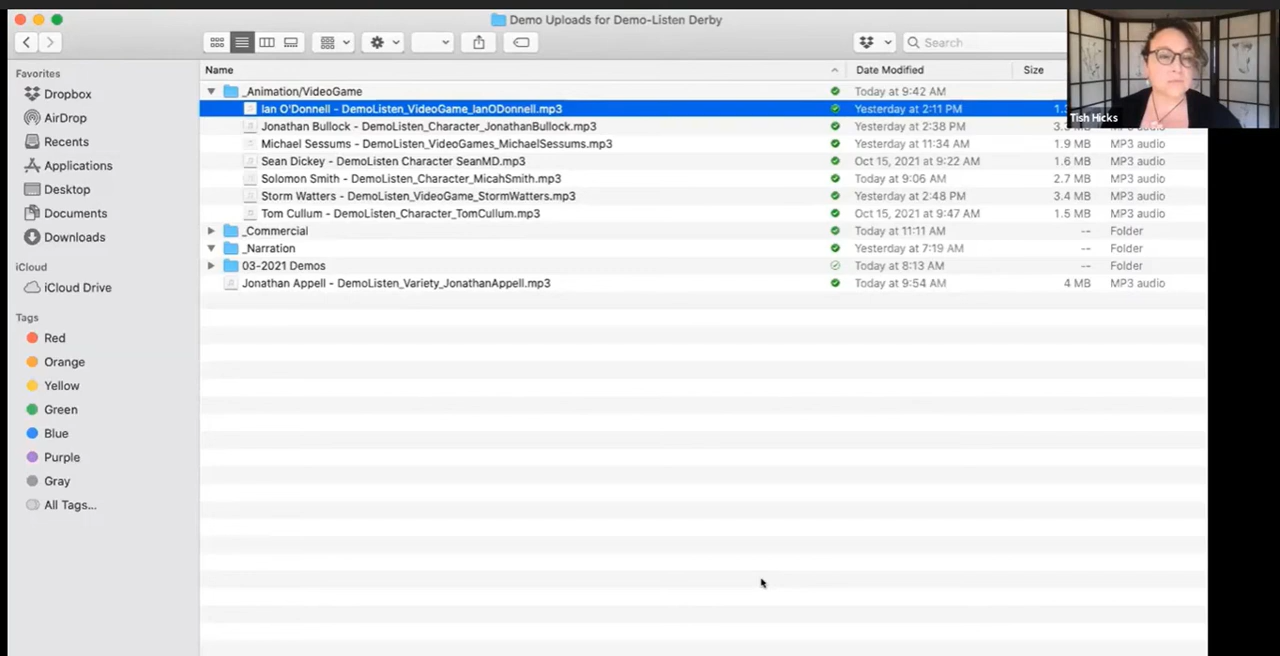 Demo Uploads for Demo-Listen Derby
Search
Favorites
Dropbox
AirDrop
Recents
Applications
Desktop
Documents
Downloads
iCloud
iCloud Drive
Tags
Red
Orange
Yellow
Green
Blue
Purple
Gray
All Tags...
Name Date Modified Size
_Animation/VideoGame Today at 9:42 AM
Ian O'Donnell - DemoListen_VideoGame_IanODonnell.mp3 Yesterday at 2:11 PM
Jonathan Bullock - DemoListen_Character_JonathanBullock.mp3 Yesterday at 2:38 PM
Michael Sessums - DemoListen_VideoGames_MichaelSessums.mp3 Yesterday at 11:34 AM 1.9 MB MP3 audio
Sean Dickey - DemoListen Character SeanMD.mp3 Oct 15, 2021 at 9:22 AM 1.6 MB MP3 audio
Solomon Smith - DemoListen_Character_MicahSmith.mp3 Today at 9:06 AM 2.7 MB MP3 audio
Storm Watters - DemoListen_VideoGame_StormWatters.mp3 Yesterday at 2:48 PM 3.4 MB MP3 audio
Tom Cullum - DemoListen_Character_TomCullum.mp3 Oct 15, 2021 at 9:47 AM 1.5 MB MP3 audio
_Commercial Today at 11:11 AM -- Folder
_Narration Yesterday at 7:19 AM -- Folder
03-2021 Demos Today at 8:13 AM -- Folder
Jonathan Appell - DemoListen_Variety_JonathanAppell.mp3 Today at 9:54 AM 4 MB MP3 audio
Tish Hicks